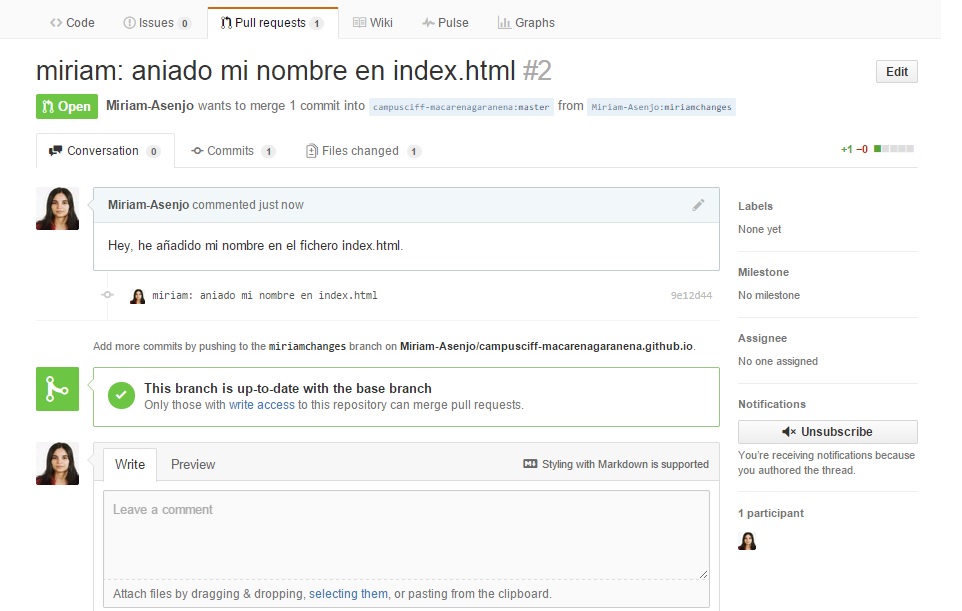 Code Issues 0 Pull requests 1 Wiki Pulse Graphs
miriam: aniado mi nombre en index.html #2
Edit
Open Miriam-Asenjo wants to merge 1 commit into campusciff-macarenagaranena:master from Miriam-Asenjo:miriamchanges
Conversation 0 Commits 1 Files changed 1
+1 −0
Miriam-Asenjo commented just now
Hey, he añadido mi nombre en el fichero index.html.
miriam: aniado mi nombre en index.html 9e12d44
Add more commits by pushing to the miriamchanges branch on Miriam-Asenjo/campusciff-macarenagaranena.github.io.
This branch is up-to-date with the base branch
Only those with write access to this repository can merge pull requests.
Write Preview
Styling with Markdown is supported
Leave a comment
Attach files by dragging & dropping, selecting them, or pasting from the clipboard.
Labels
None yet
Milestone
No milestone
Assignee
No one assigned
Notifications
Unsubscribe
You're receiving notifications because
you authored the thread.
1 participant